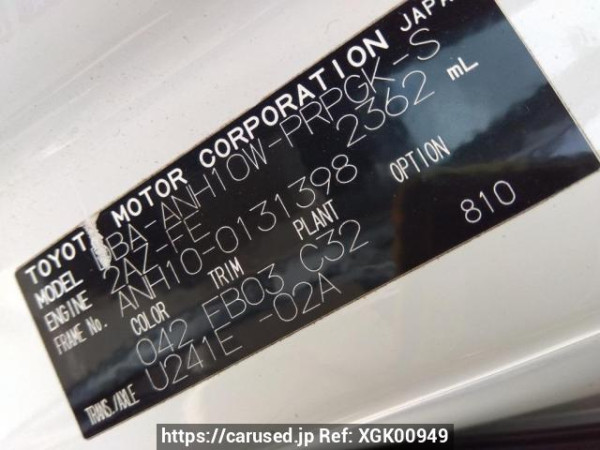 TOYOTA MOTOR CORPORATION JAPAN
MODEL DBA-ANH10W-PRPGK-S
ENGINE 2AZ-FE 2362 mL
FRAME No. ANH10-0131398
COLOR TRIM PLANT OPTION
042 FB03 C32 810
TRANS./AXLE U241E -02A
https://carused.jp Ref: XGK00949